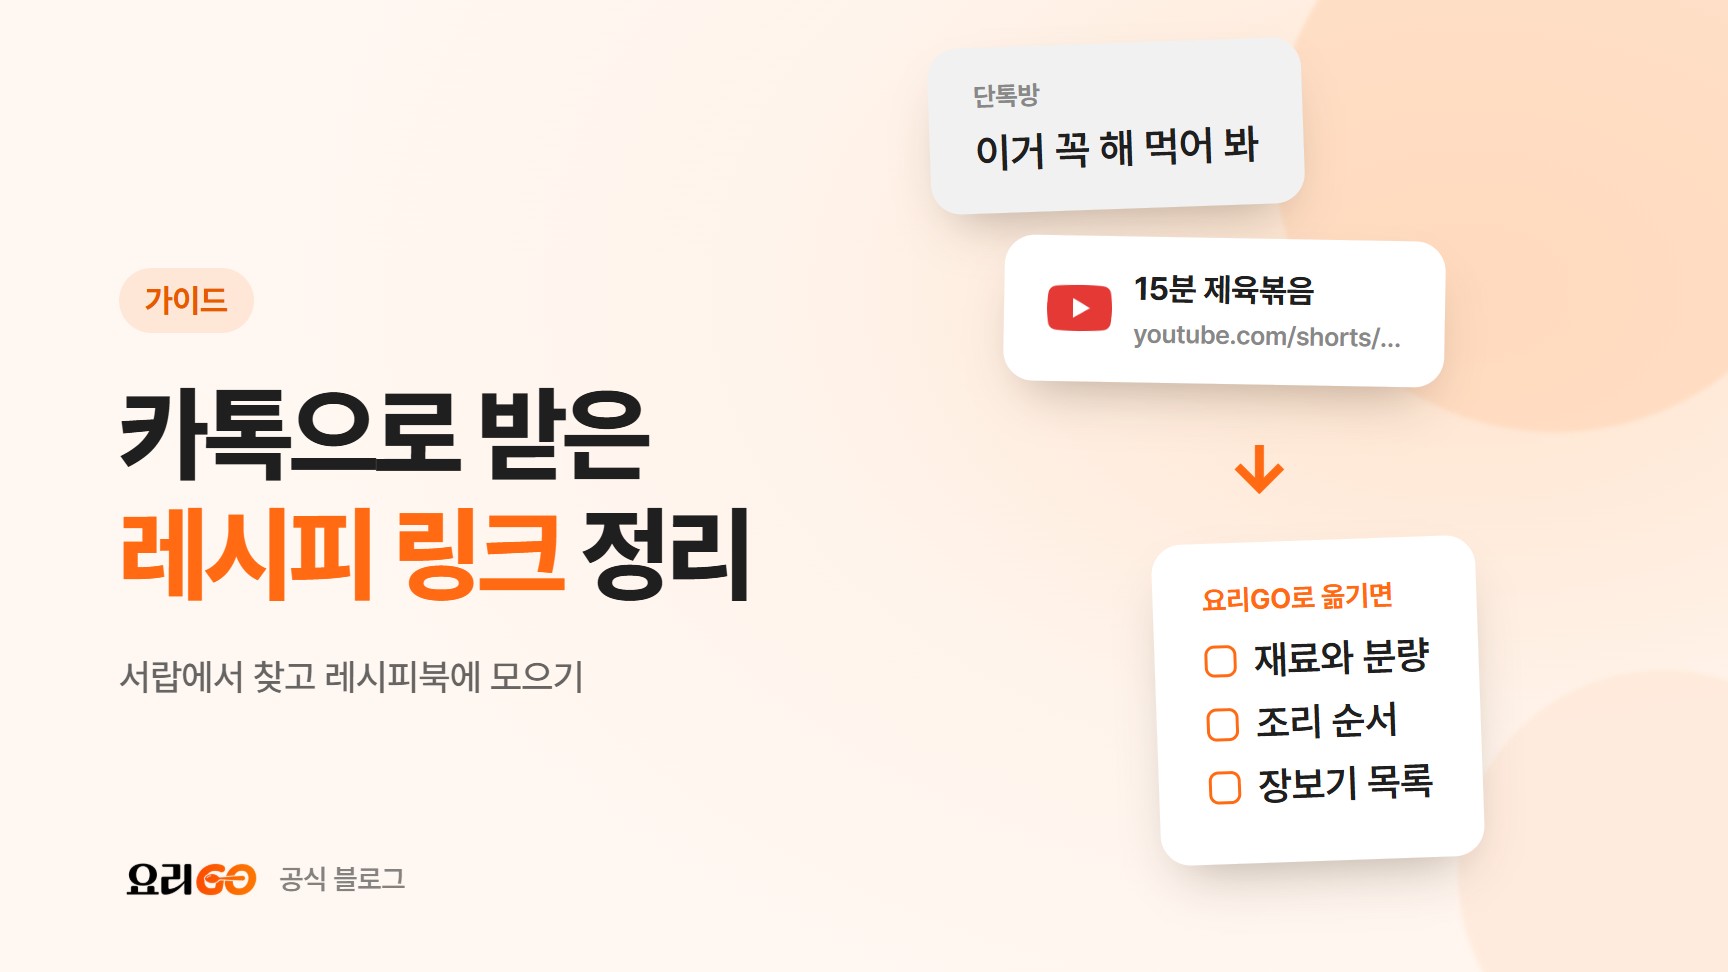 가이드
카톡으로 받은
레시피 링크 정리
서랍에서 찾고 레시피북에 모으기
요리GO 공식 블로그
단톡방
이거 꼭 해 먹어 봐
15분 제육볶음
youtube.com/shorts/...
요리GO로 옮기면
재료와 분량
조리 순서
장보기 목록